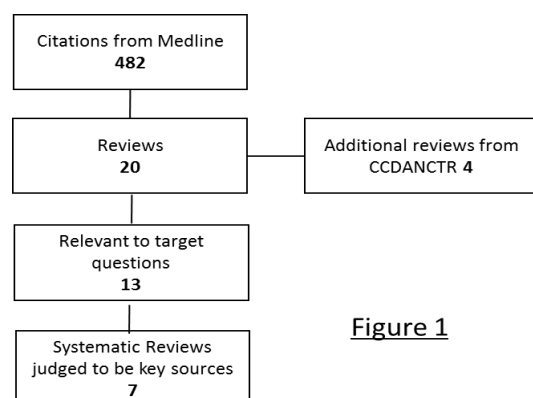 Citations from Medline
482
Reviews
20
Additional reviews from
CCDANCTR 4
Relevant to target
questions
13
Figure 1
Systematic Reviews
judged to be key sources
7